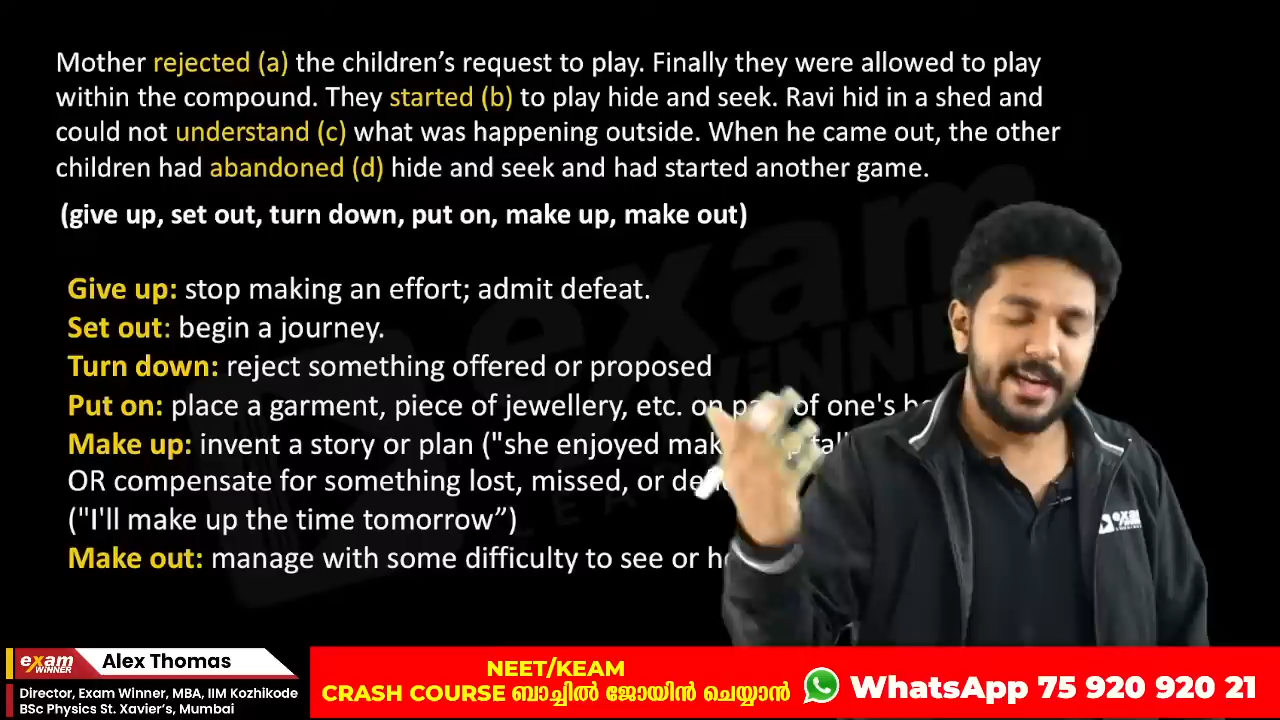 Mother rejected (a) the children’s request to play. Finally they were allowed to play
within the compound. They started (b) to play hide and seek. Ravi hid in a shed and
could not understand (c) what was happening outside. When he came out, the other
children had abandoned (d) hide and seek and had started another game.
(give up, set out, turn down, put on, make up, make out)
Give up: stop making an effort; admit defeat.
Set out: begin a journey.
Turn down: reject something offered or proposed
Put on: place a garment, piece of jewellery, etc. on of one's
Make up: invent a story or plan ("she enjoyed
OR compensate for something lost, missed, or
("I'll make up the time tomorrow”)
Make out: manage with some difficulty to see or
exam
WINNER
exam
WINNER
Alex Thomas
Director, Exam Winner, MBA, IIM Kozhikode
BSc Physics St. Xavier’s, Mumbai
NEET/KEAM
CRASH COURSE ബാച്ചിൽ ജോയിൻ ചെയ്യാൻ
WhatsApp 75 920 920 21